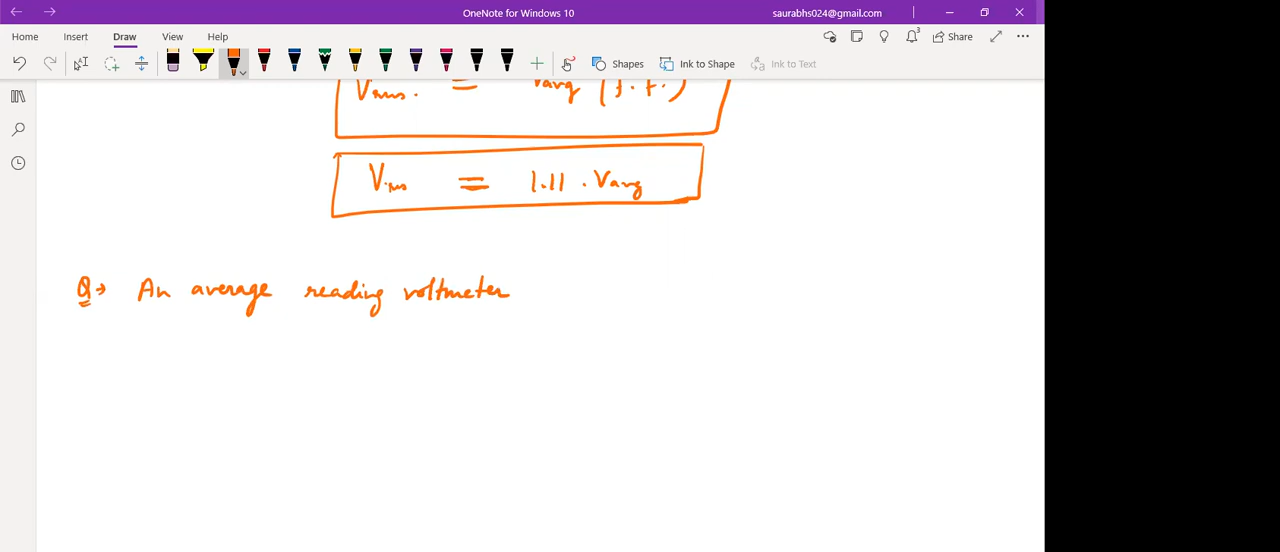 OneNote for Windows 10
saurabhs024@gmail.com
Home Insert Draw View Help
3
Share
Shapes Ink to Shape Ink to Text
Vrms. = Vavg (f.f.)
Vrms = 1.11 . Vavg
Q→ An average reading voltmeter